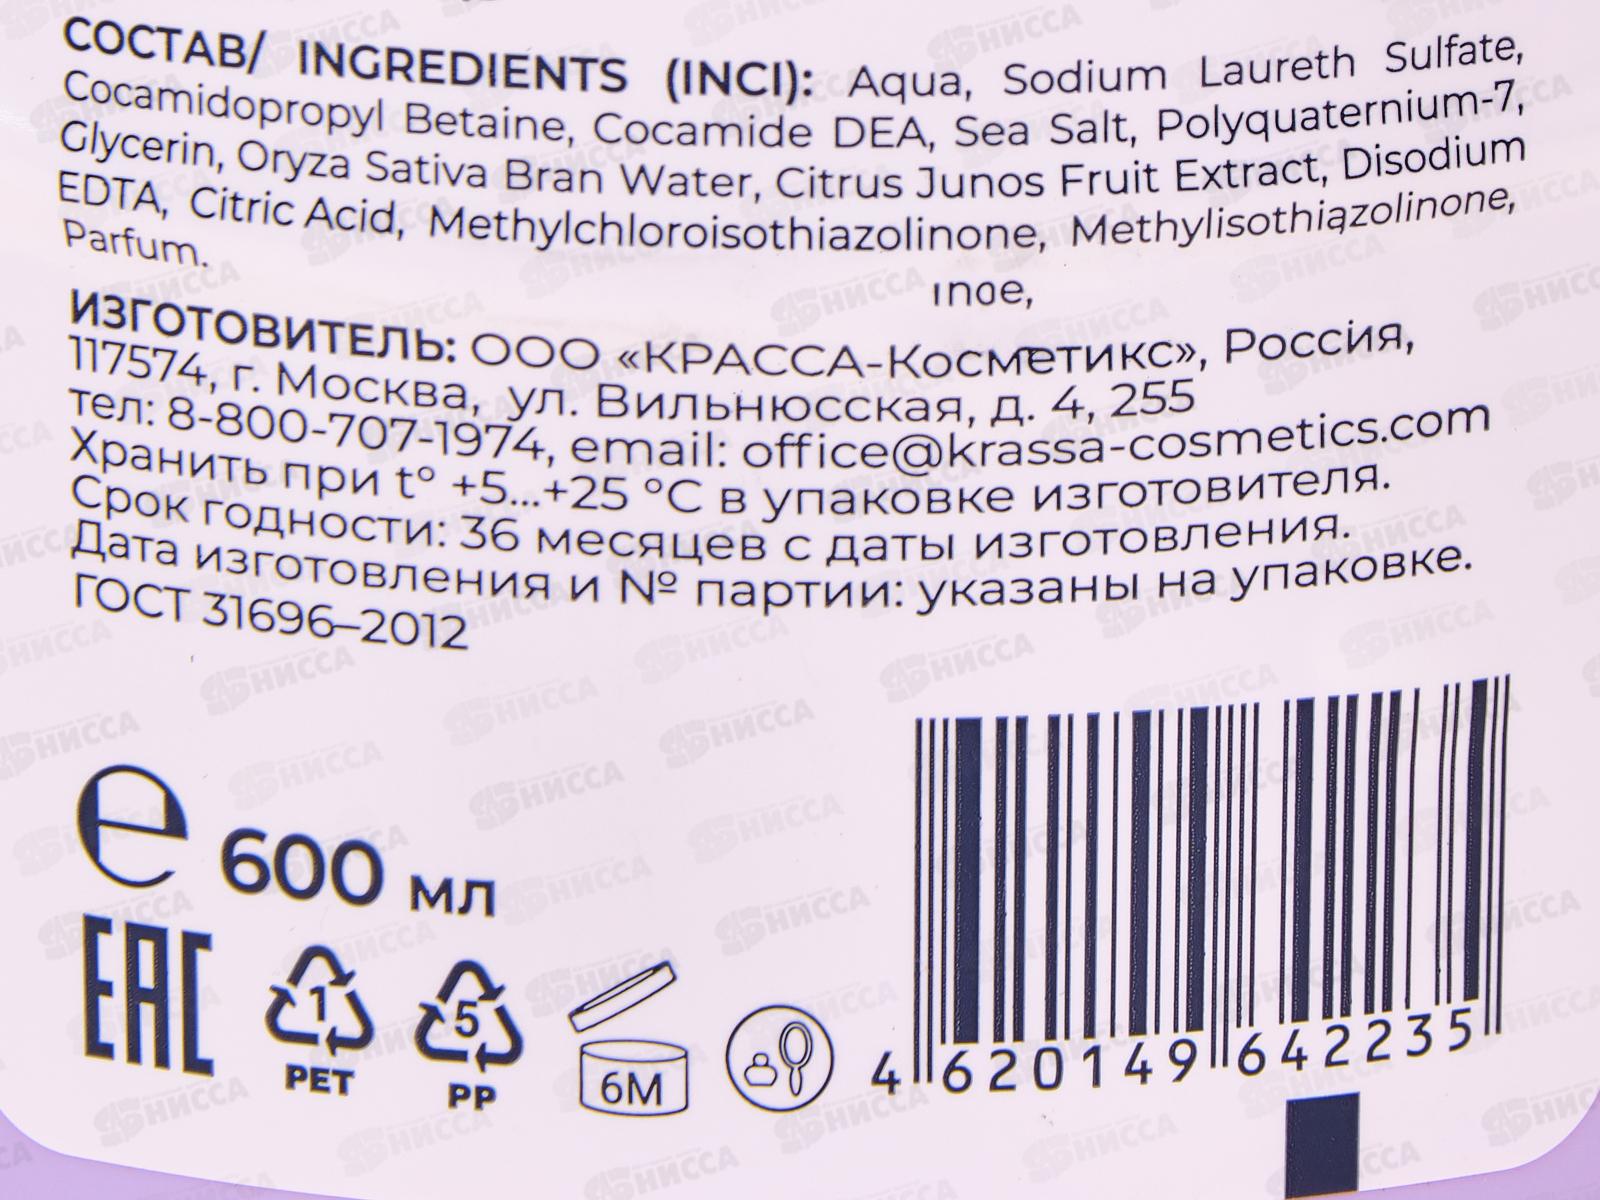 СОСТАВ/ INGREDIENTS (INCI): Aqua, Sodium Laureth Sulfate,
Cocamidopropyl Betaine, Cocamide DEA, Sea Salt, Polyquaternium-7,
Glycerin, Oryza Sativa Bran Water, Citrus Junos Fruit Extract, Disodium
EDTA, Citric Acid, Methylchloroisothiazolinone, Methylisothiazolinone,
Parfum.
ИЗГОТОВИТЕЛЬ: ООО «КРАССА-Косметикс», Россия,
117574, г. Москва, ул. Вильнюсская, д. 4, 255
тел: 8-800-707-1974, email: office@krassa-cosmetics.com
Хранить при t° +5...+25 °C в упаковке изготовителя.
Срок годности: 36 месяцев с даты изготовления.
Дата изготовления и № партии: указаны на упаковке.
ГОСТ 31696–2012
e 600 мл
EAC
1
PET
5
PP
6M
4 620149 642235
НИССА